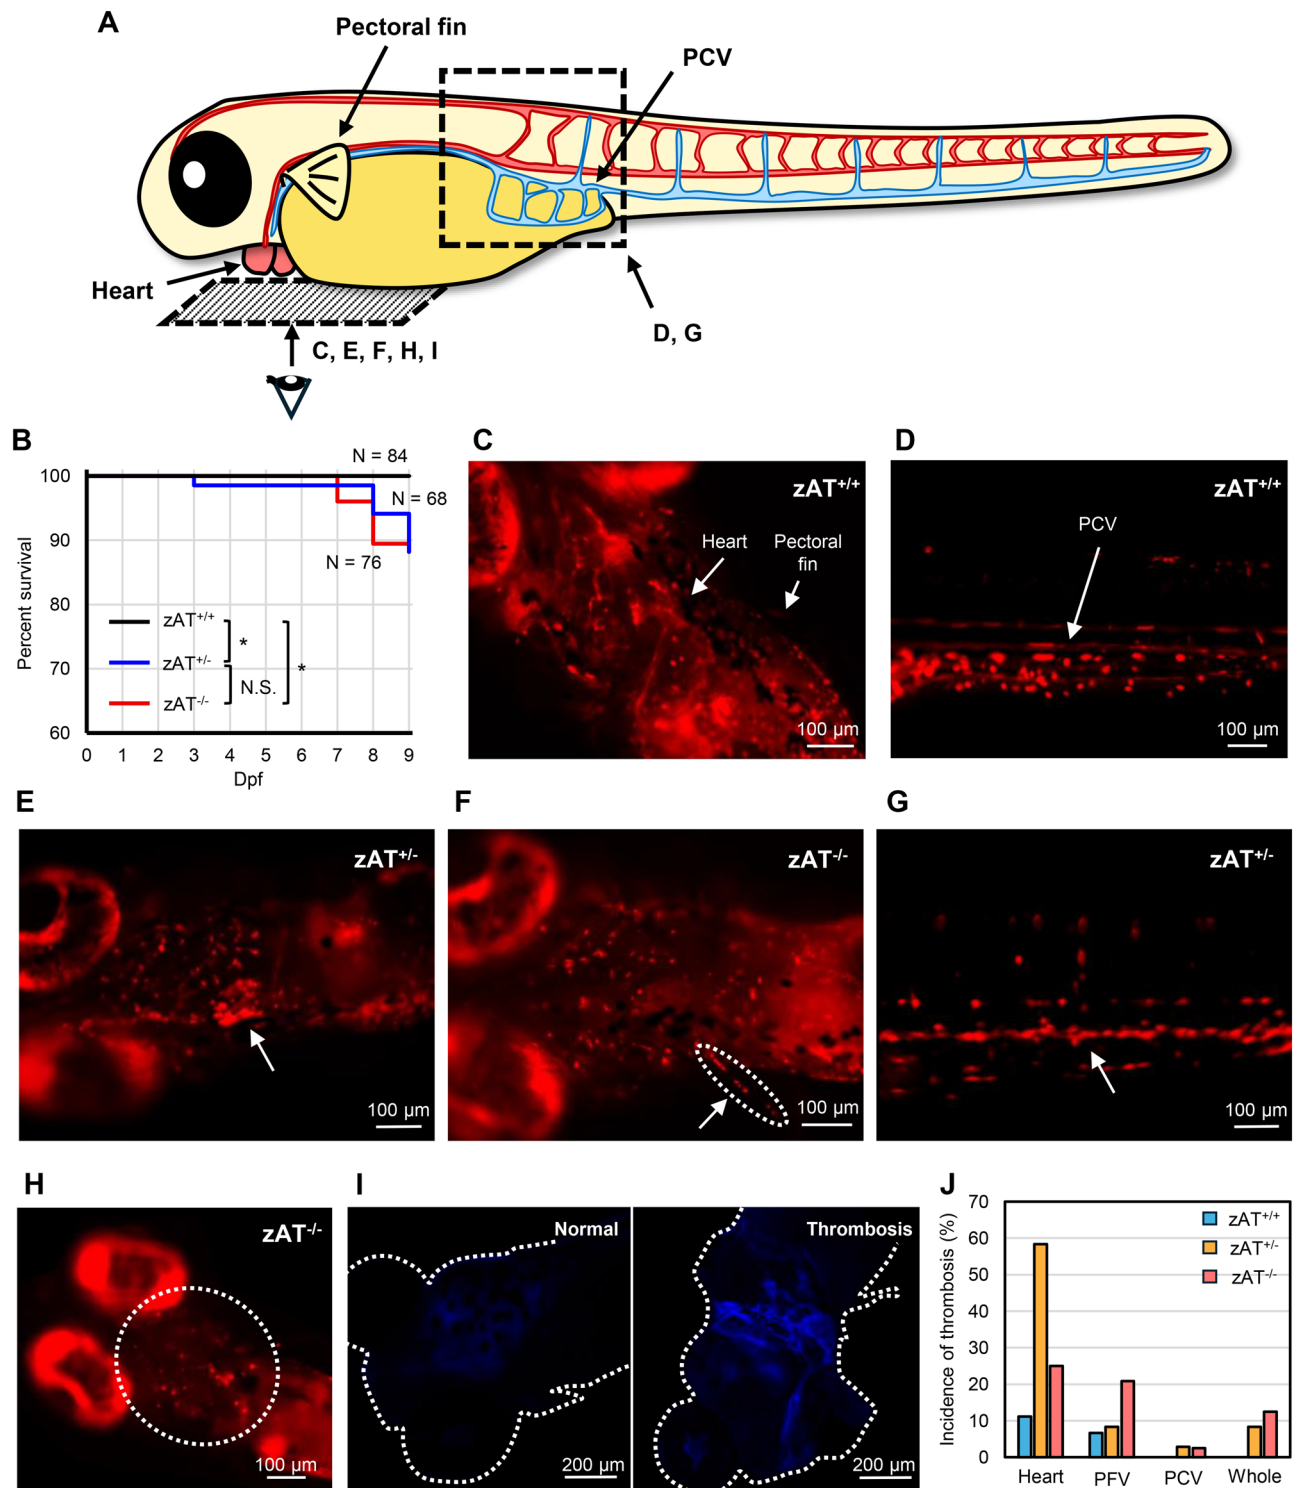 A
Pectoral fin
PCV
Heart
C, E, F, H, I
D, G
B
N = 84
N = 68
N = 76
Percent survival
100
90
80
70
60
zAT+/+
zAT+/-
zAT-/-
*
N.S.
*
0 1 2 3 4 5 6 7 8 9
Dpf
C
zAT+/+
Heart
Pectoral
fin
100 µm
D
zAT+/+
PCV
100 µm
E
zAT+/-
100 µm
F
zAT-/-
100 µm
G
zAT+/-
100 µm
H
zAT-/-
100 µm
I
Normal
200 µm
Thrombosis
200 µm
J
Incidence of thrombosis (%)
70
60
50
40
30
20
10
0
zAT+/+
zAT+/-
zAT-/-
Heart PFV PCV Whole